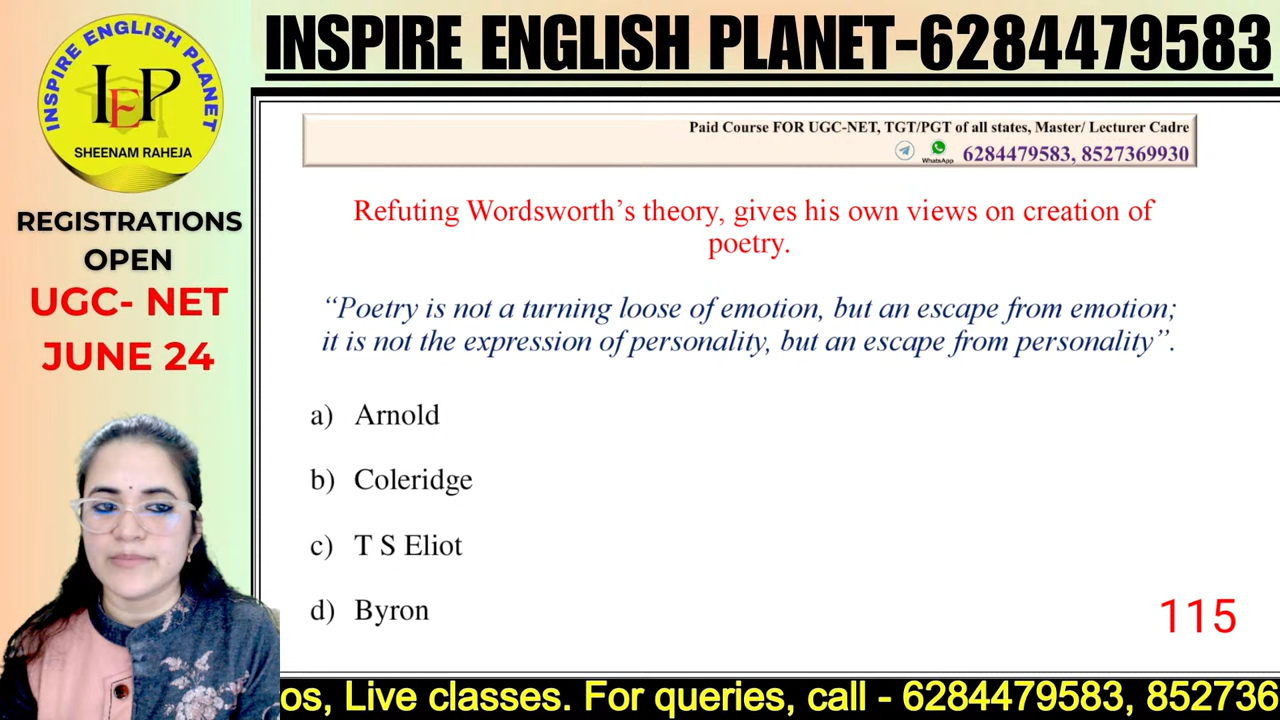 INSPIRE ENGLISH PLANET
IEP
SHEENAM RAHEJA
REGISTRATIONS
OPEN
UGC- NET
JUNE 24
INSPIRE ENGLISH PLANET-6284479583
Paid Course FOR UGC-NET, TGT/PGT of all states, Master/ Lecturer Cadre
WhatsApp 6284479583, 8527369930
Refuting Wordsworth’s theory, gives his own views on creation of
poetry.
“Poetry is not a turning loose of emotion, but an escape from emotion;
it is not the expression of personality, but an escape from personality”.
a) Arnold
b) Coleridge
c) T S Eliot
d) Byron
115
os, Live classes. For queries, call - 6284479583, 852736